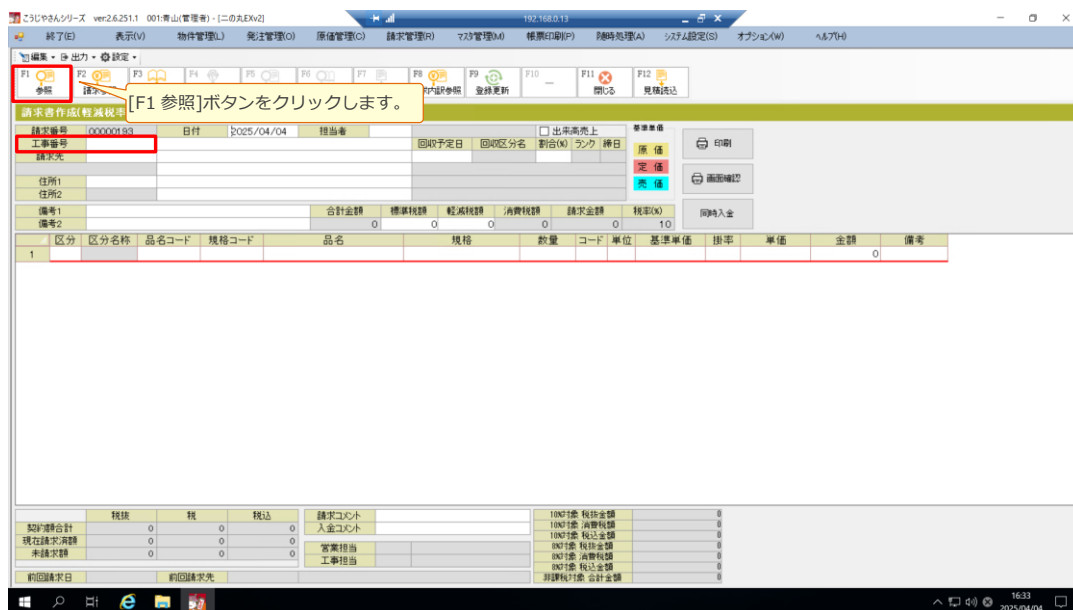 こうじやさんシリーズ ver.2.6.251.1 001:青山(管理者) - [二の丸EXv2]
192.168.0.13
終了(E) 表示(V) 物件管理(L) 発注管理(O) 原価管理(C) 請求管理(R) マスタ管理(M) 帳票印刷(P) 随時処理(A) システム設定(S) オプション(W) ヘルプ(H)
編集 出力 設定
F1 F2 F3 F4 F5 F6 F7 F8 F9 F10 F11 F12
参照 内訳参照 登録更新 閉じる 見積読込
[F1 参照]ボタンをクリックします。
請求書作成(軽減税率
請求番号 00000193 日付 2025/04/04 担当者 出来高売上 基準単価
工事番号 回収予定日 回収区分名 割合(%) ランク 締日 原 価 印刷
請求先
定 価
住所1 売 価 画面確認
住所2
備考1 合計金額 標準税額 軽減税額 消費税額 請求金額 税率(%) 同時入金
備考2 0 0 0 0 0 10
区分 区分名称 品名コード 規格コード 品名 規格 数量 コード 単位 基準単価 掛率 単価 金額 備考
1 0
税抜 税 税込 請求コメント 10%対象 税抜金額 0
契約額合計 0 0 0 入金コメント 10%対象 消費税額 0
現在請求済額 0 0 0 10%対象 税込金額 0
未請求額 0 0 0 営業担当 8%対象 税抜金額 0
工事担当 8%対象 消費税額 0
8%対象 税込金額 0
前回請求日 前回請求先 非課税対象 合計金額 0
16:33
2025/04/04